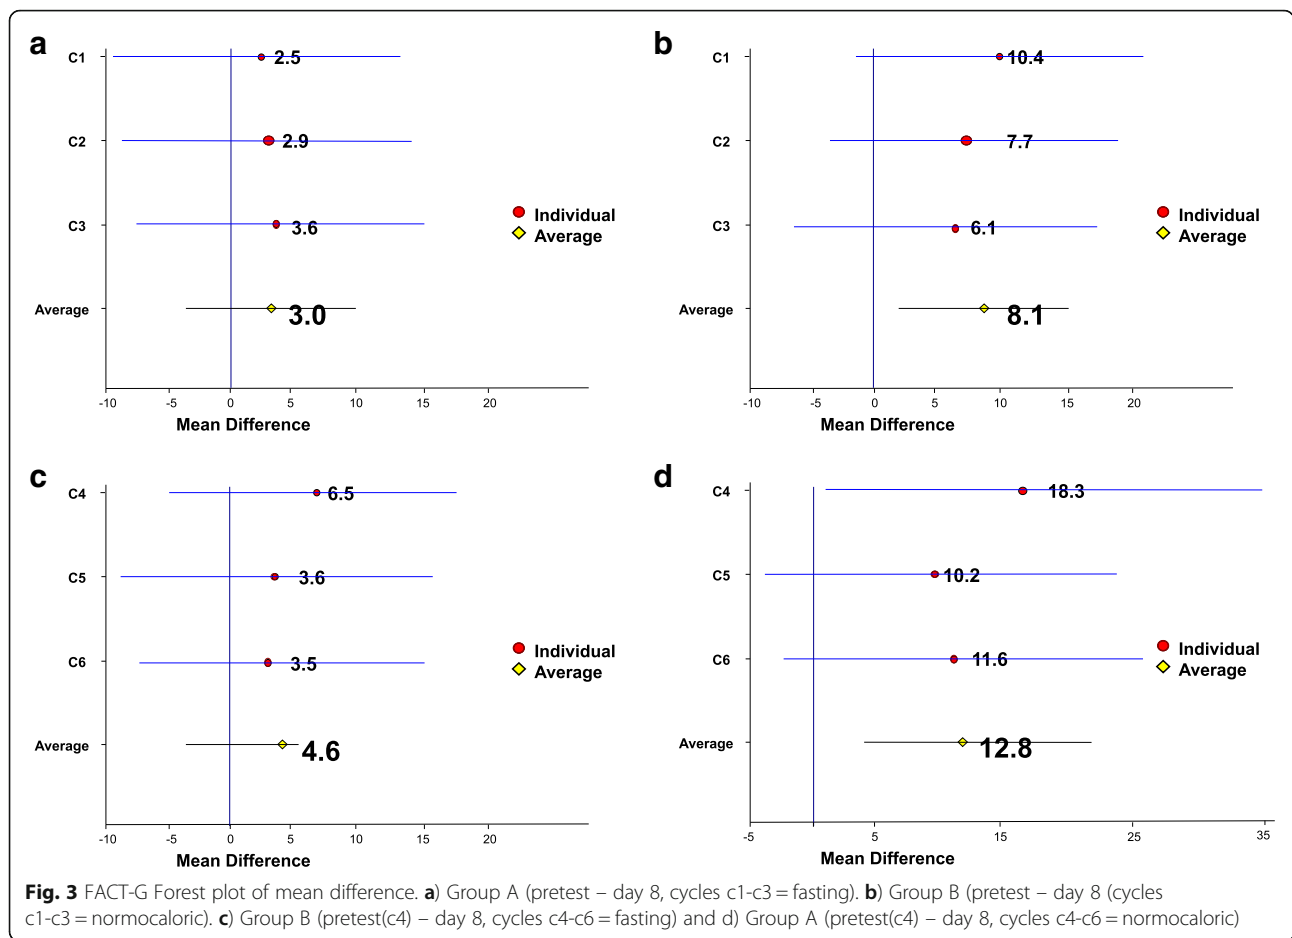 a
C1
2.5
C2
2.9
C3
3.6
Individual
Average
Average
3.0
-10 -5 0 5 10 15 20
Mean Difference
b
C1
10.4
C2
7.7
C3
6.1
Individual
Average
Average
8.1
-10 -5 0 5 10 15 20
Mean Difference
c
C4
6.5
C5
3.6
C6
3.5
Individual
Average
Average
4.6
-10 -5 0 5 10 15 20
Mean Difference
d
C4
18.3
C5
10.2
C6
11.6
Individual
Average
Average
12.8
-5 5 15 25 35
Mean Difference
Fig. 3 FACT-G Forest plot of mean difference. a) Group A (pretest – day 8, cycles c1-c3 = fasting). b) Group B (pretest – day 8 (cycles
c1-c3 = normocaloric). c) Group B (pretest(c4) – day 8, cycles c4-c6 = fasting) and d) Group A (pretest(c4) – day 8, cycles c4-c6 = normocaloric)